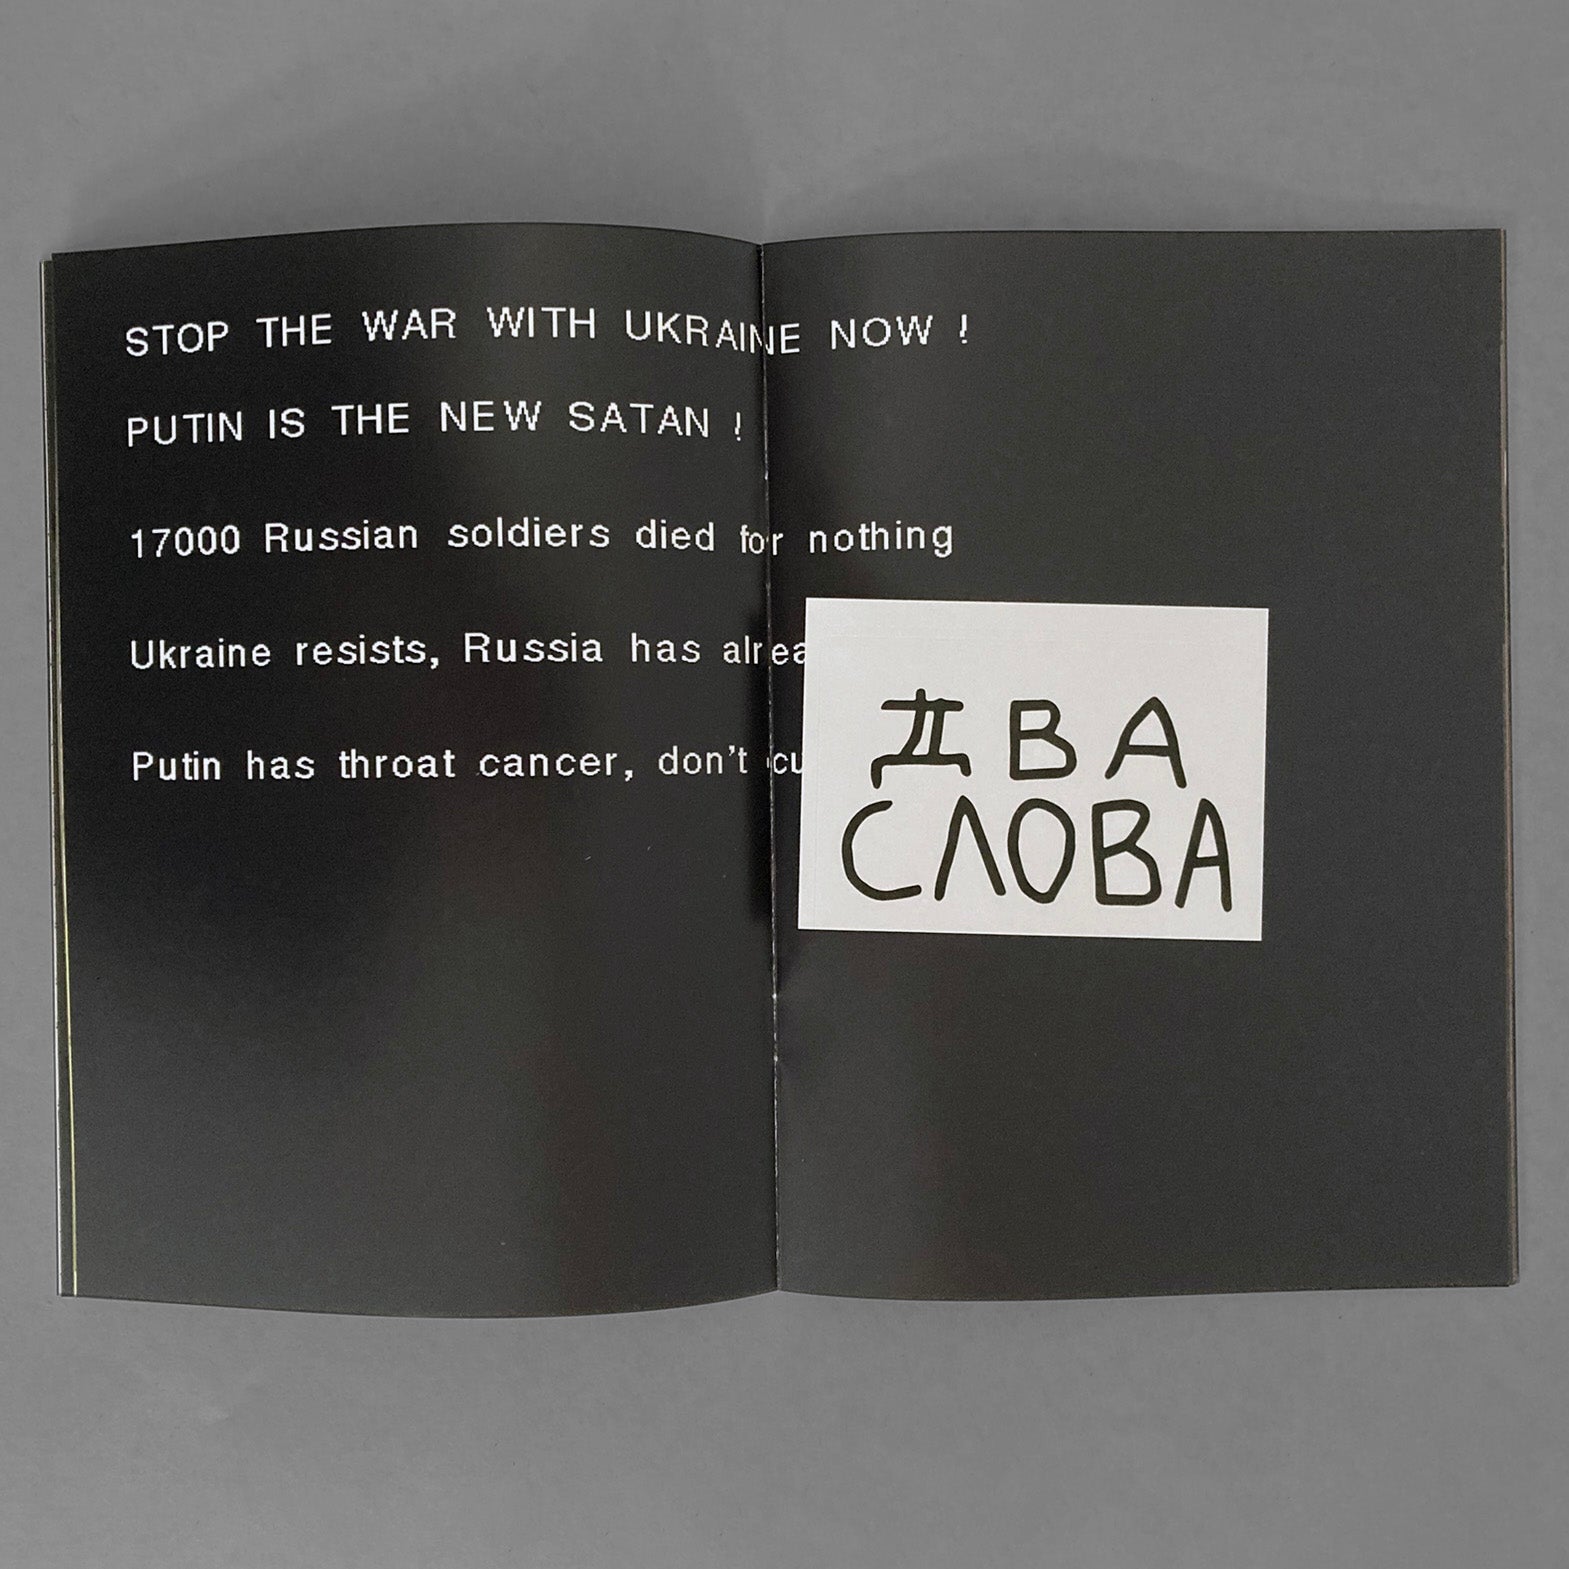 STOP THE WAR WITH UKRAINE NOW !
PUTIN IS THE NEW SATAN !
17000 Russian soldiers died for nothing
Ukraine resists, Russia has
Putin has throat cancer, don't
ДВА
СЛОВА